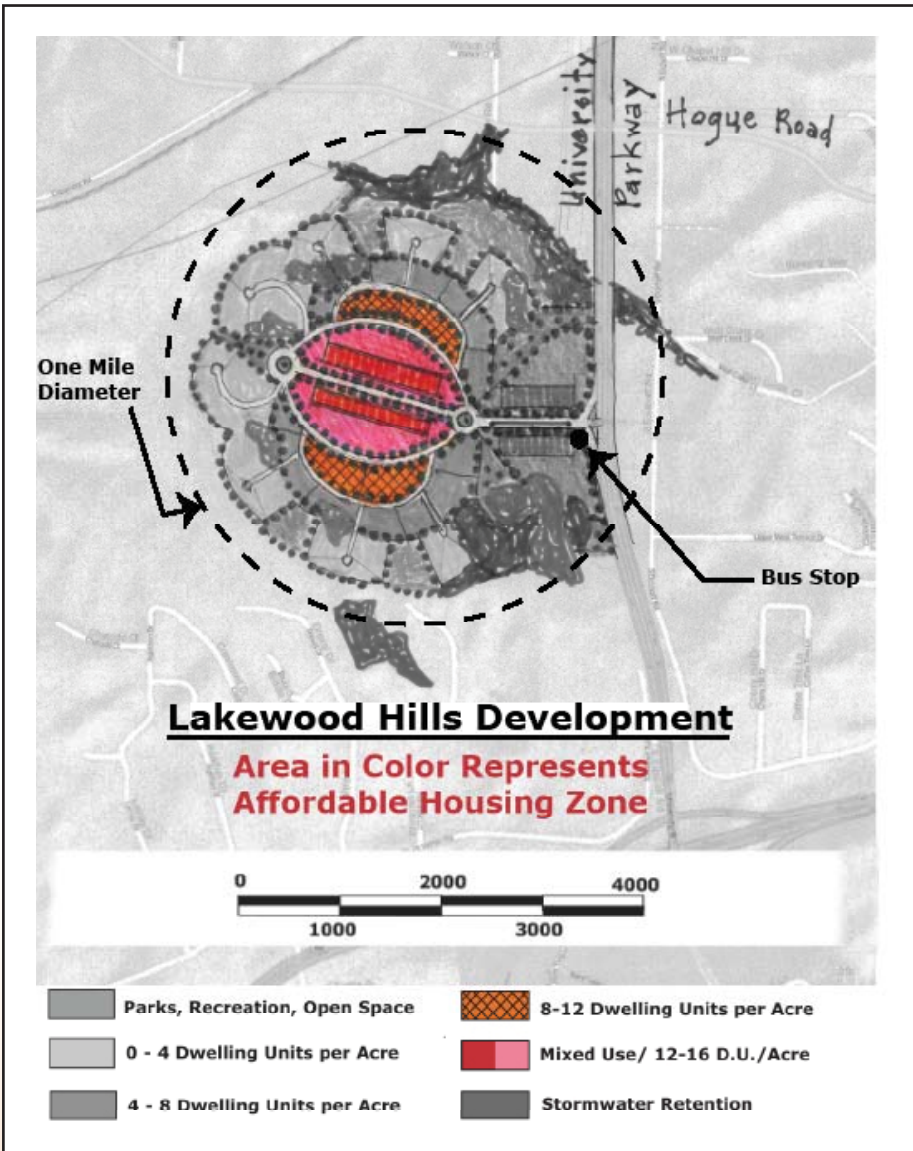 University
Parkway
Hogue Road
One Mile
Diameter
Bus Stop
Lakewood Hills Development
Area in Color Represents
Affordable Housing Zone
0 2000 4000
1000 3000
Parks, Recreation, Open Space
8-12 Dwelling Units per Acre
0 - 4 Dwelling Units per Acre
Mixed Use/ 12-16 D.U./Acre
4 - 8 Dwelling Units per Acre
Stormwater Retention